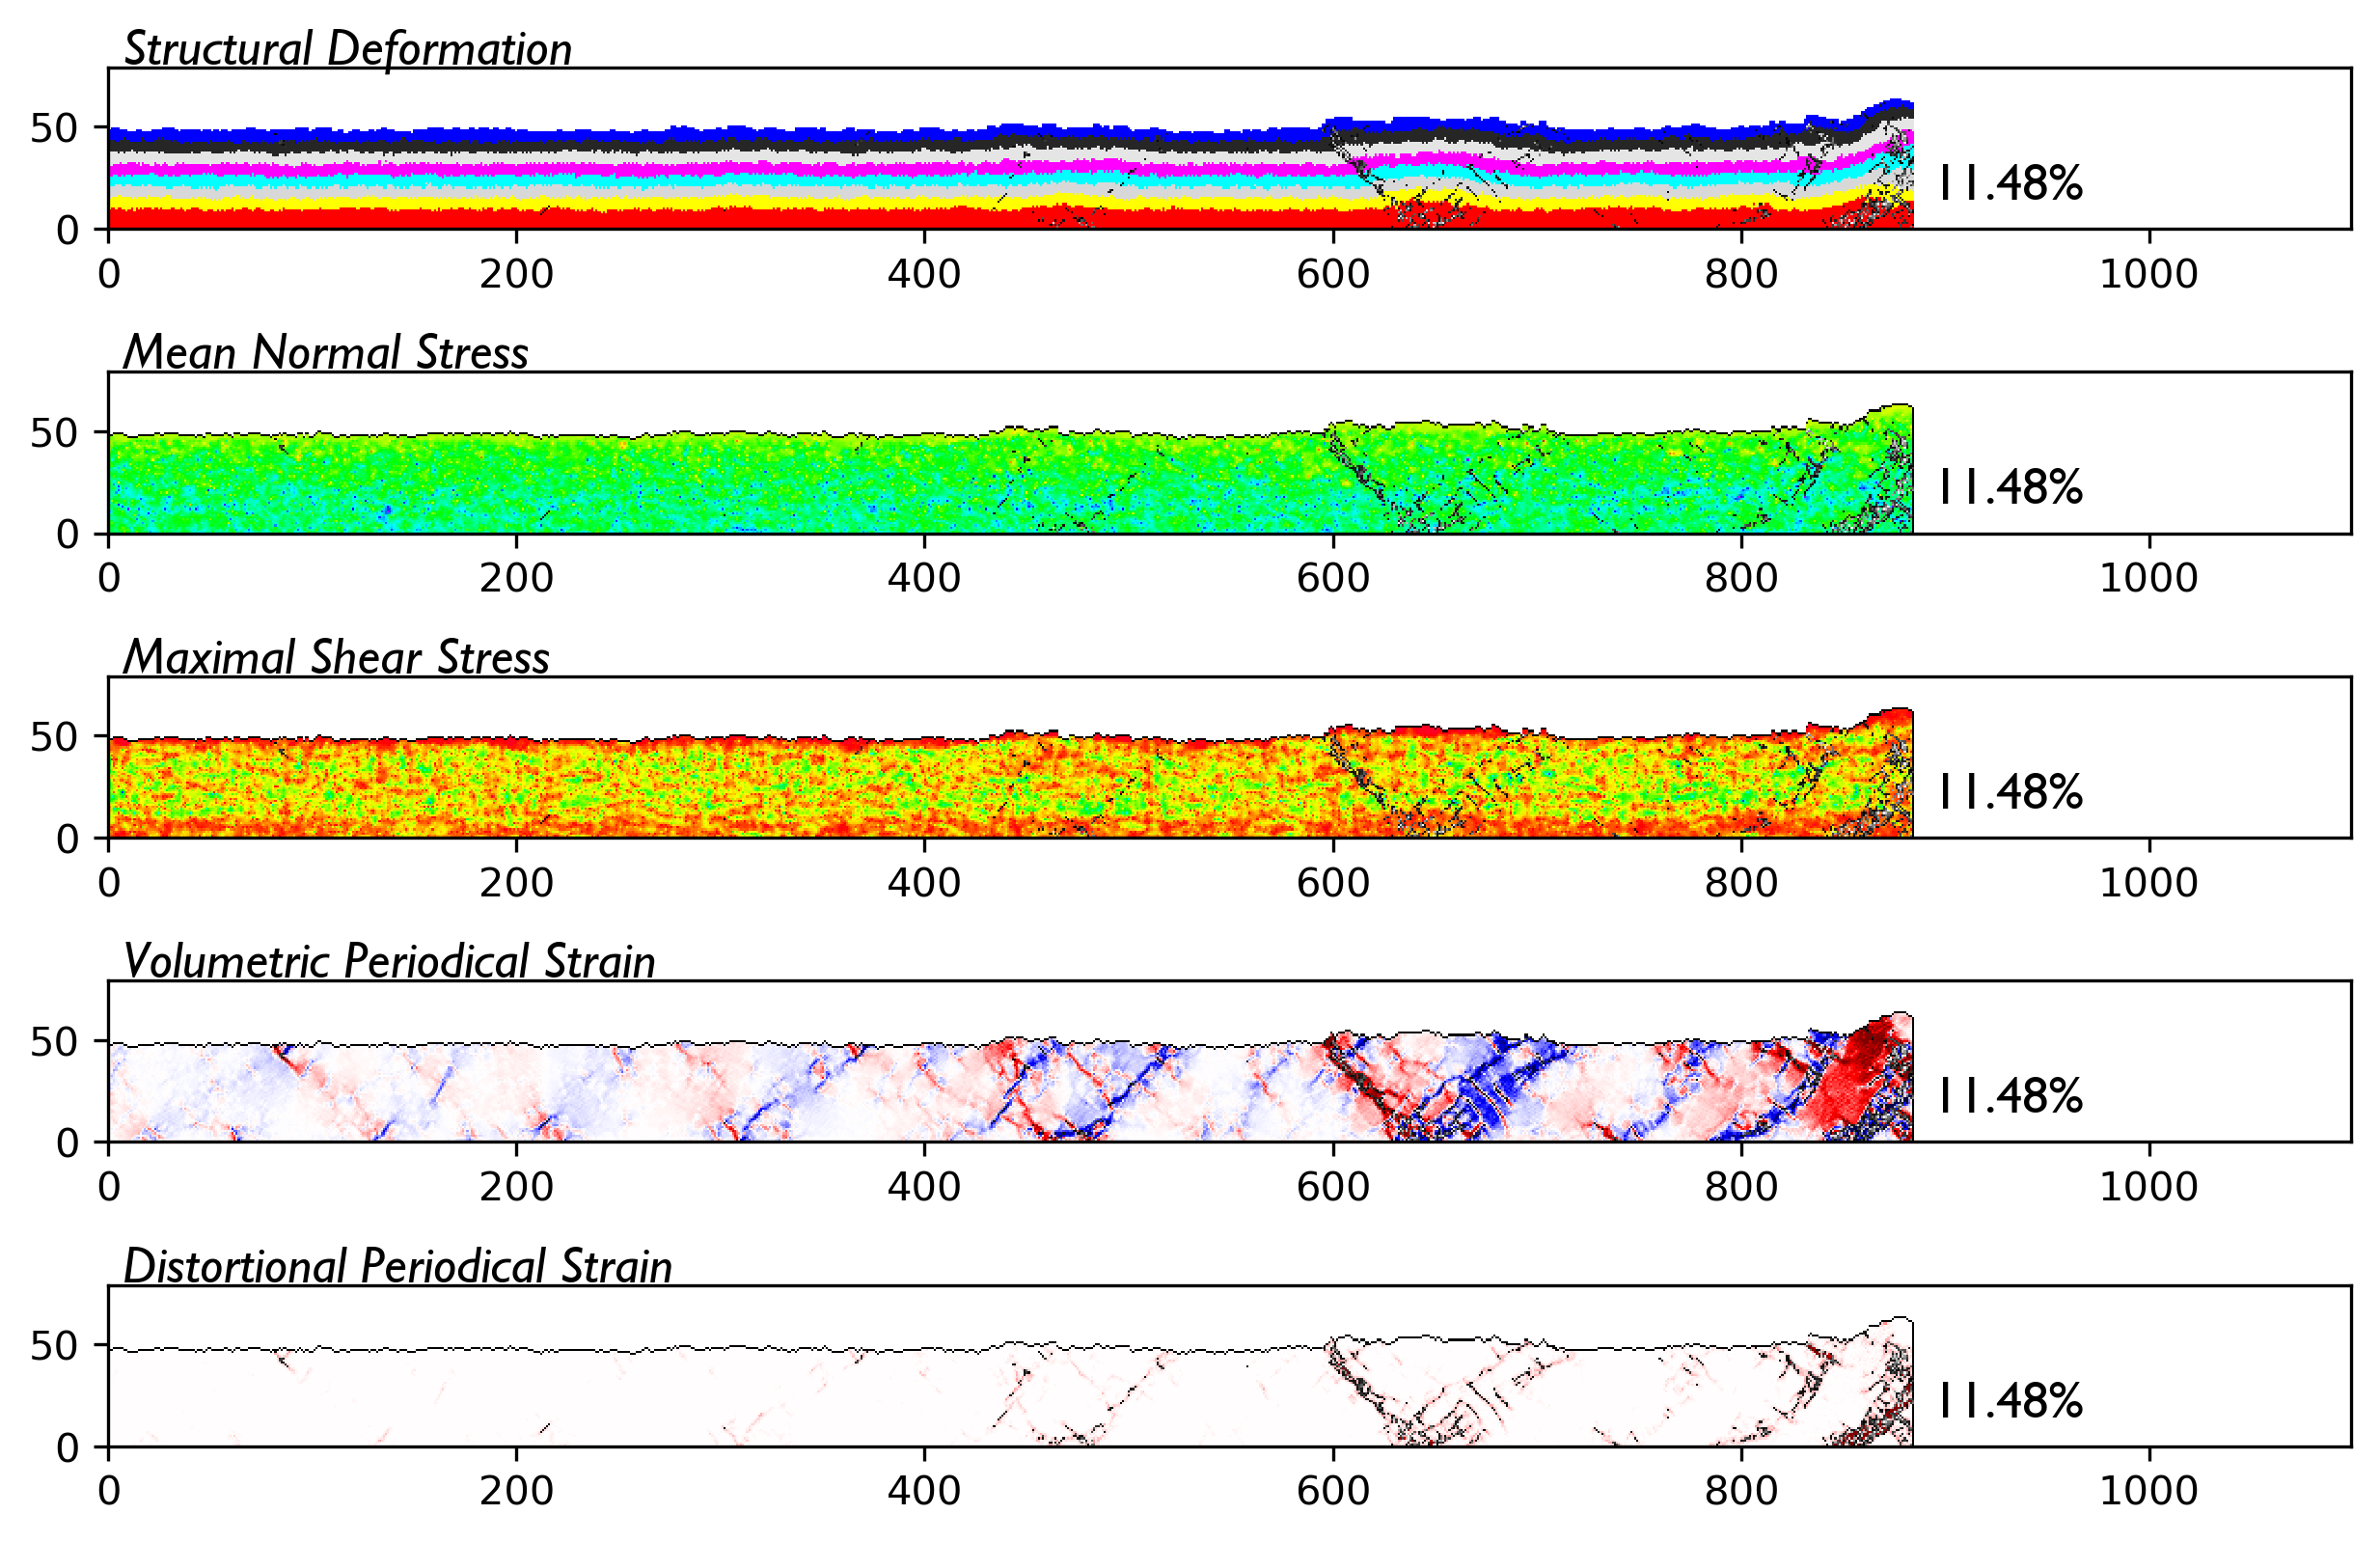 Structural Deformation
50
0
11.48%
0 200 400 600 800 1000
Mean Normal Stress
50
0
11.48%
0 200 400 600 800 1000
Maximal Shear Stress
50
0
11.48%
0 200 400 600 800 1000
Volumetric Periodical Strain
50
0
11.48%
0 200 400 600 800 1000
Distortional Periodical Strain
50
0
11.48%
0 200 400 600 800 1000